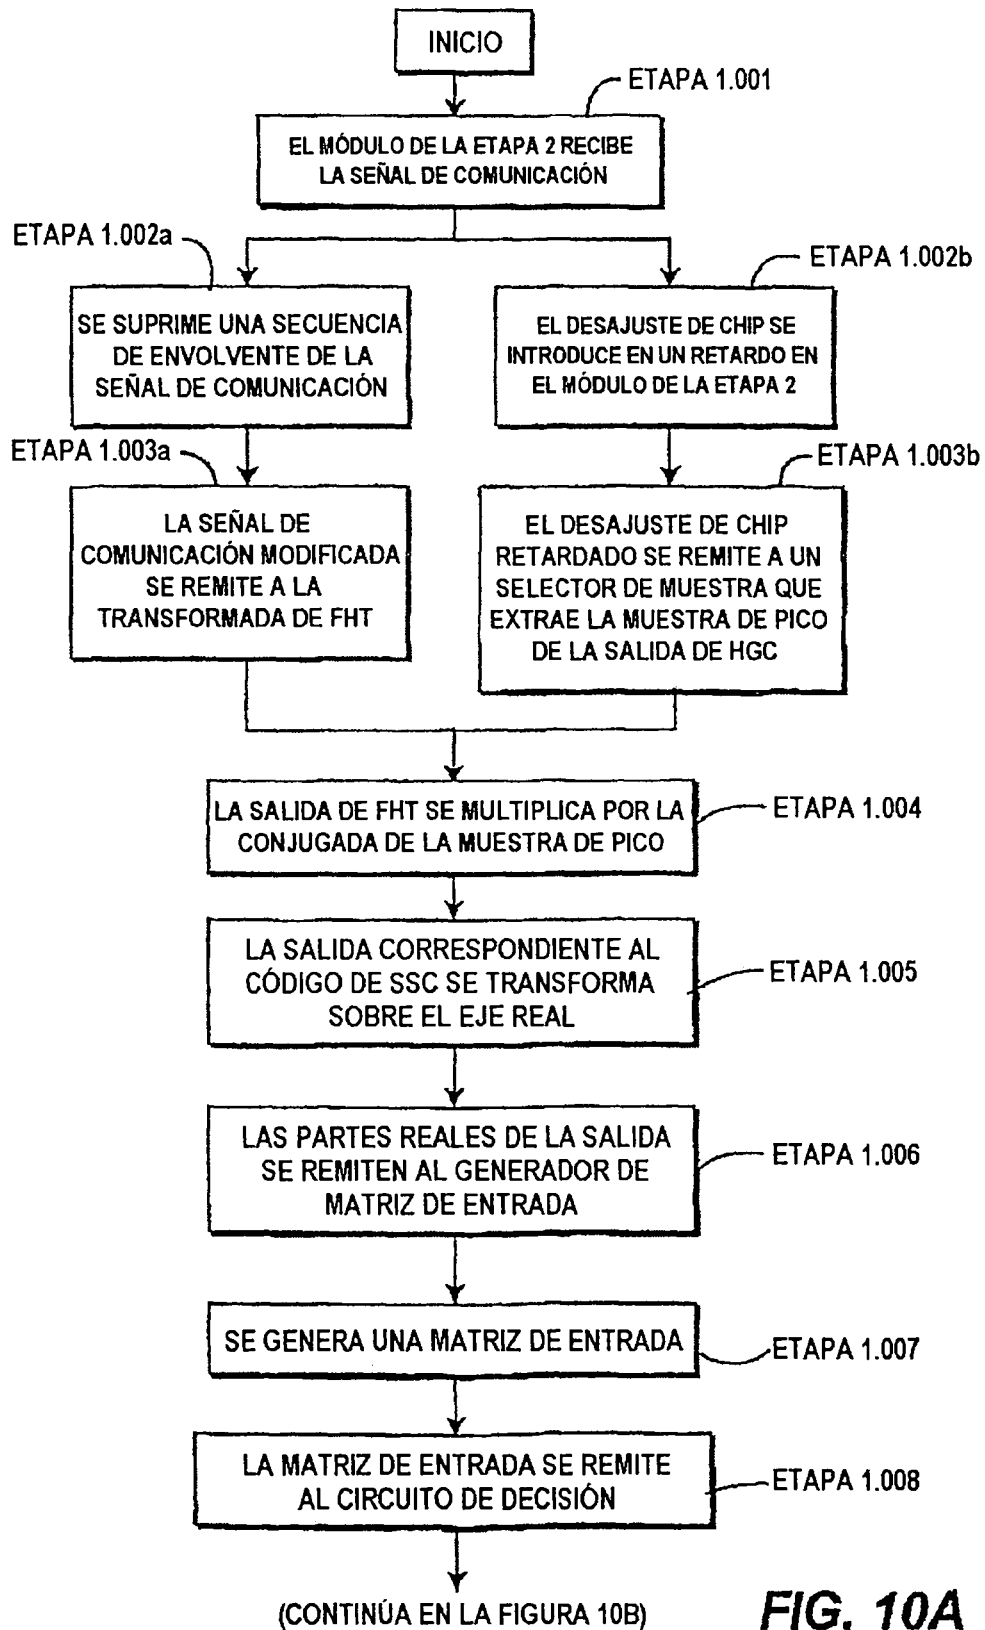 INICIO
ETAPA 1.001
EL MÓDULO DE LA ETAPA 2 RECIBE
LA SEÑAL DE COMUNICACIÓN
ETAPA 1.002a
ETAPA 1.002b
SE SUPRIME UNA SECUENCIA
DE ENVOLVENTE DE LA
SEÑAL DE COMUNICACIÓN
EL DESAJUSTE DE CHIP SE
INTRODUCE EN UN RETARDO EN
EL MÓDULO DE LA ETAPA 2
ETAPA 1.003a
ETAPA 1.003b
LA SEÑAL DE
COMUNICACIÓN MODIFICADA
SE REMITE A LA
TRANSFORMADA DE FHT
EL DESAJUSTE DE CHIP
RETARDADO SE REMITE A UN
SELECTOR DE MUESTRA QUE
EXTRAE LA MUESTRA DE PICO
DE LA SALIDA DE HGC
LA SALIDA DE FHT SE MULTIPLICA POR LA
CONJUGADA DE LA MUESTRA DE PICO
ETAPA 1.004
LA SALIDA CORRESPONDIENTE AL
CÓDIGO DE SSC SE TRANSFORMA
SOBRE EL EJE REAL
ETAPA 1.005
LAS PARTES REALES DE LA SALIDA
SE REMITEN AL GENERADOR DE
MATRIZ DE ENTRADA
ETAPA 1.006
SE GENERA UNA MATRIZ DE ENTRADA
ETAPA 1.007
LA MATRIZ DE ENTRADA SE REMITE
AL CIRCUITO DE DECISIÓN
ETAPA 1.008
(CONTINÚA EN LA FIGURA 10B)
FIG. 10A